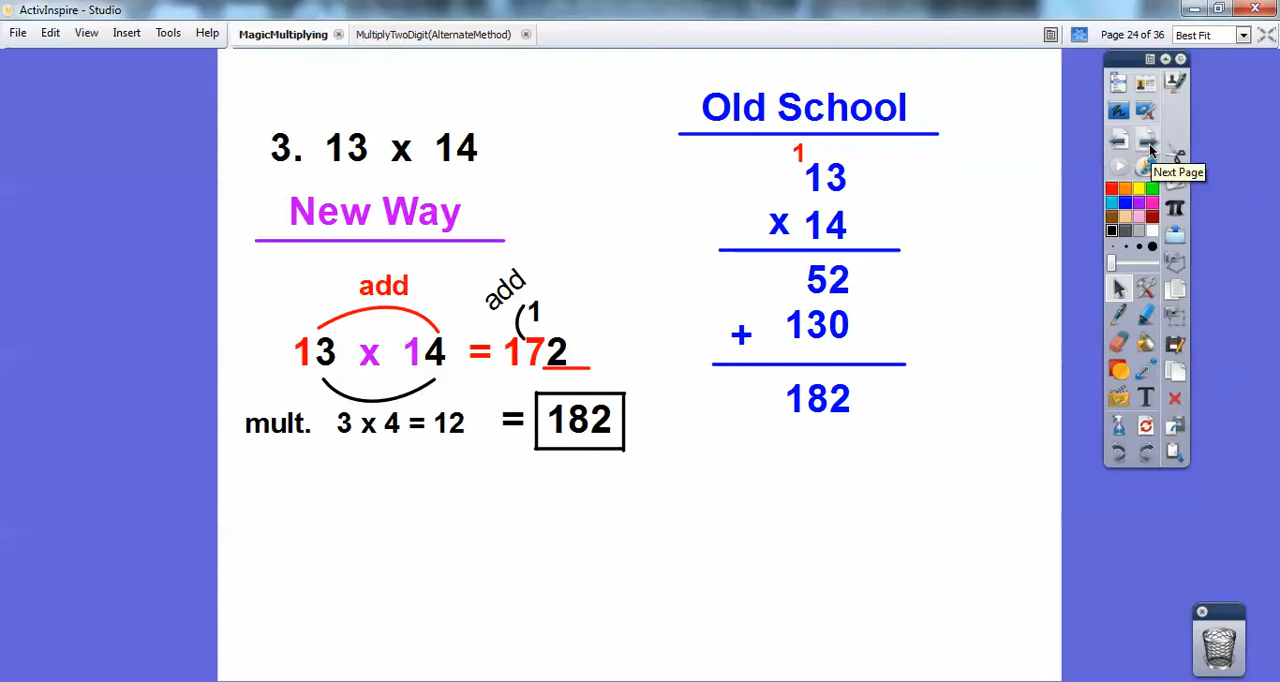 ActivInspire - Studio
File Edit View Insert Tools Help
MagicMultiplying
MultiplyTwoDigit(AlternateMethod)
Page 24 of 36
Best Fit
Next Page
3. 13 x 14
New Way
add
add
1
13 x 14 = 172
mult. 3 x 4 = 12 = 182
Old School
1
13
x 14
52
+ 130
182